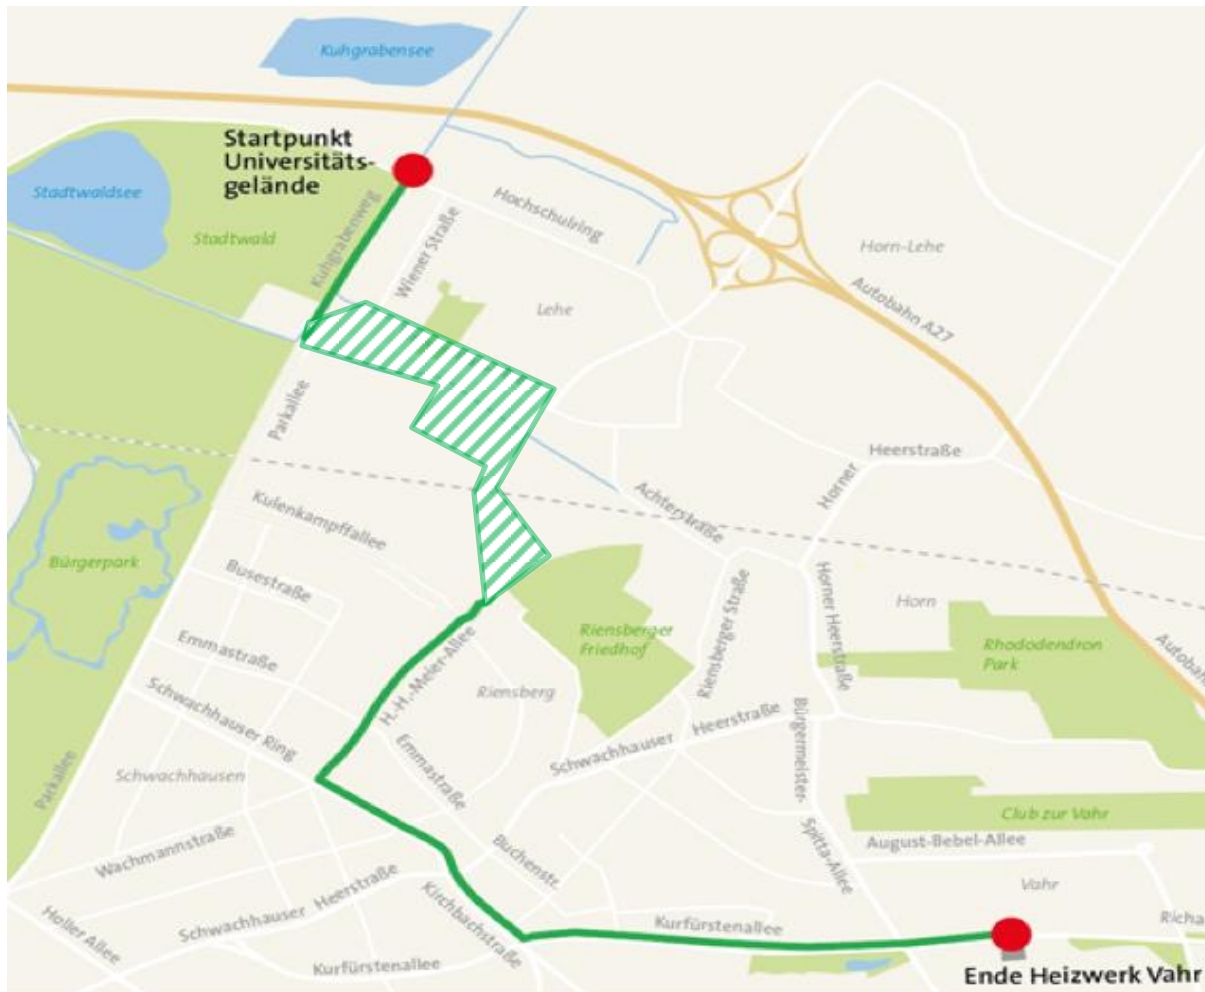 Kuhgrabensee
Startpunkt
Universitäts-
gelände
Stadtwaldsee
Stadtwald
Kuhgrabenweg
Wiener Straße
Hochschulring
Horn-Lehe
Lehe
Autobahn A27
Parkallee
Heerstraße
Horner
Achterstraße
Kulenkampffallee
Bürgerpark
Busestraße
Horner Heerstraße
Horn
Riensberger Straße
Riensberger
Friedhof
Rhododendron
Park
Autobah
Emmastraße
H.-H.-Meier-Allee
Riensberg
Schwachhauser Ring
Schwachhauser
Heerstraße
Bürgermeister-
Spitta-Allee
Emmastraße
Schwachhausen
Parkallee
Club zur Vahr
August-Bebel-Allee
Wachmannstraße
Buchenstr.
Vahr
Schwachhauser
Heerstraße
Kirchbachstraße
Holler Allee
Kurfürstenallee
Richa
Kurfürstenallee
Ende Heizwerk Vahr